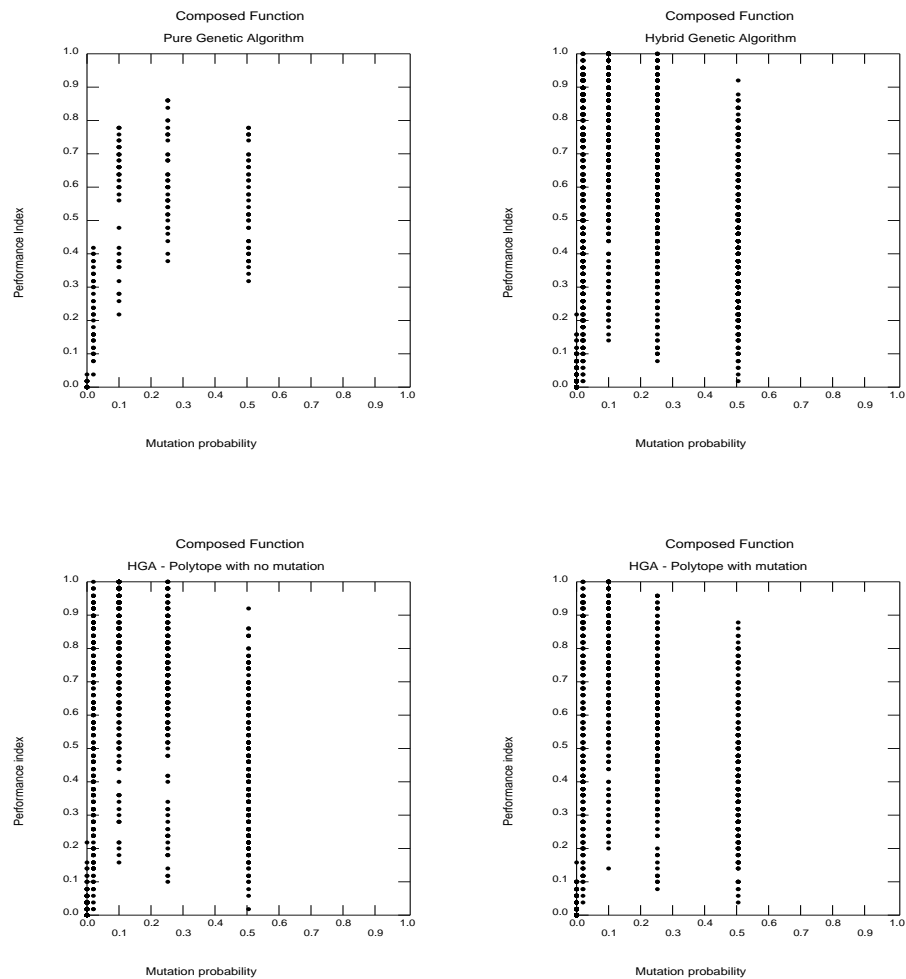 Composed Function
Pure Genetic Algorithm
1.0
0.9
0.8
0.7
0.6
0.5
0.4
0.3
0.2
0.1
0.0
Performance Index
0.0 0.2 0.4 0.6 0.8 1.0
0.1 0.3 0.5 0.7 0.9
Mutation probability
Composed Function
Hybrid Genetic Algorithm
1.0
0.9
0.8
0.7
0.6
0.5
0.4
0.3
0.2
0.1
0.0
Performance Index
0.0 0.2 0.4 0.6 0.8 1.0
0.1 0.3 0.5 0.7 0.9
Mutation probability
Composed Function
HGA - Polytope with no mutation
1.0
0.9
0.8
0.7
0.6
0.5
0.4
0.3
0.2
0.1
0.0
Performance index
0.0 0.2 0.4 0.6 0.8 1.0
0.1 0.3 0.5 0.7 0.9
Mutation probability
Composed Function
HGA - Polytope with mutation
1.0
0.9
0.8
0.7
0.6
0.5
0.4
0.3
0.2
0.1
0.0
Performance index
0.0 0.2 0.4 0.6 0.8 1.0
0.1 0.3 0.5 0.7 0.9
Mutation probability